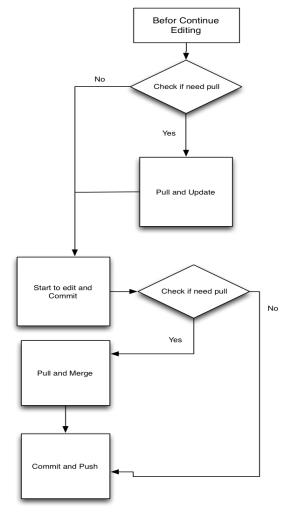 Befor Continue
Editing
No
Check if need pull
Yes
Pull and Update
Start to edit and
Commit
Check if need pull
No
Yes
Pull and Merge
Commit and Push